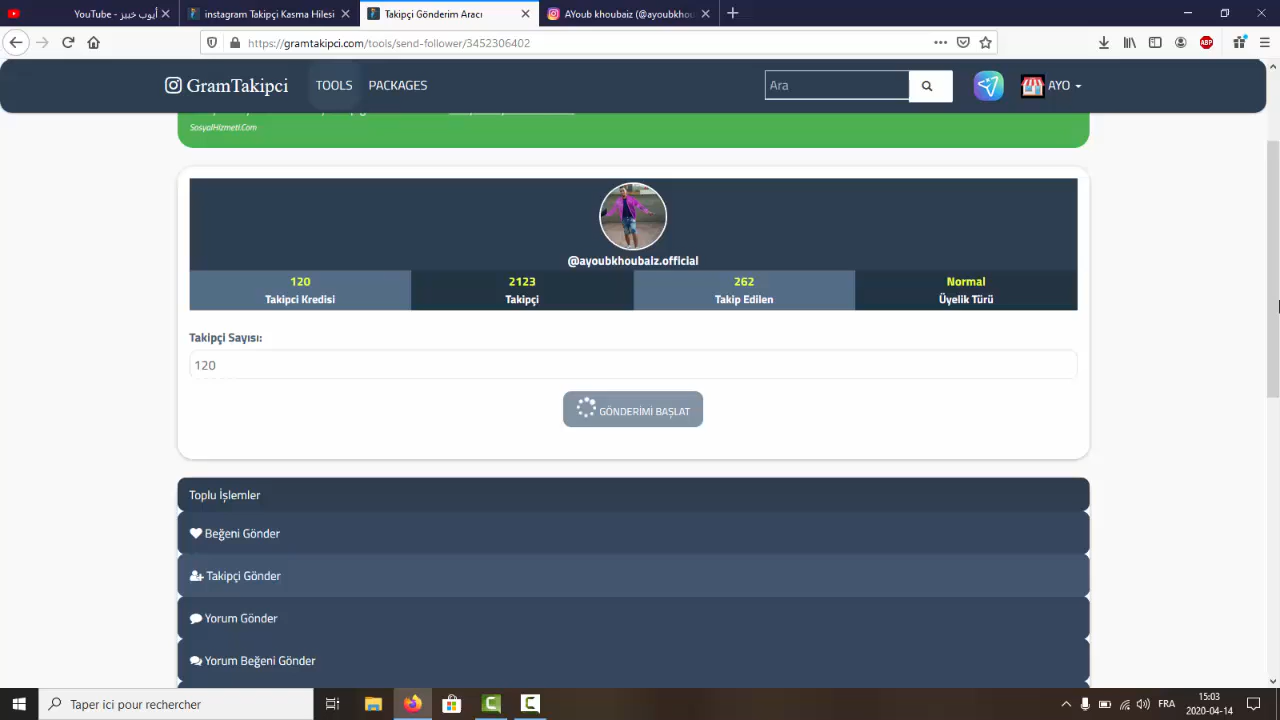 YouTube - أيوب خبيز
instagram Takipçi Kasma Hilesi
Takipçi Gönderim Aracı
AYoub khoubaiz (@ayoubkhou
https://gramtakipci.com/tools/send-follower/3452306402
ABP
GramTakipci
TOOLS
PACKAGES
Ara
AYO
SosyalHizmeti.Com
@ayoubkhoubaiz.official
120
Takipci Kredisi
2123
Takipçi
262
Takip Edilen
Normal
Üyelik Türü
Takipçi Sayısı:
120
GÖNDERİMİ BAŞLAT
Toplu İşlemler
Beğeni Gönder
Takipçi Gönder
Yorum Gönder
Yorum Beğeni Gönder
Taper ici pour rechercher
FRA
15:03
2020-04-14